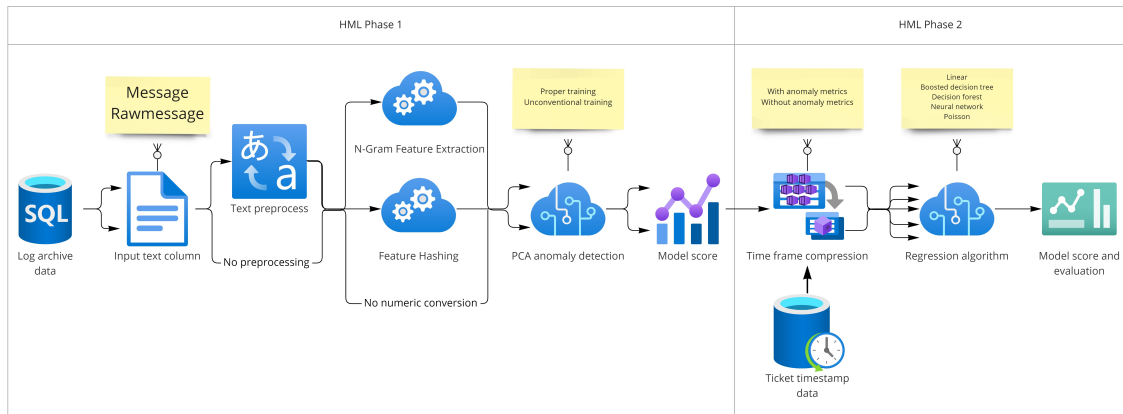 HML Phase 1
HML Phase 2
Message
Rawmessage
Proper training
Unconventional training
With anomaly metrics
Without anomaly metrics
Linear
Boosted decision tree
Decision forest
Neural network
Poisson
SQL
Log archive
data
Input text column
あ
a
Text preprocess
No preprocessing
N-Gram Feature Extraction
Feature Hashing
No numeric conversion
PCA anomaly detection
Model score
Time frame compression
Ticket timestamp
data
Regression algorithm
Model score and
evaluation